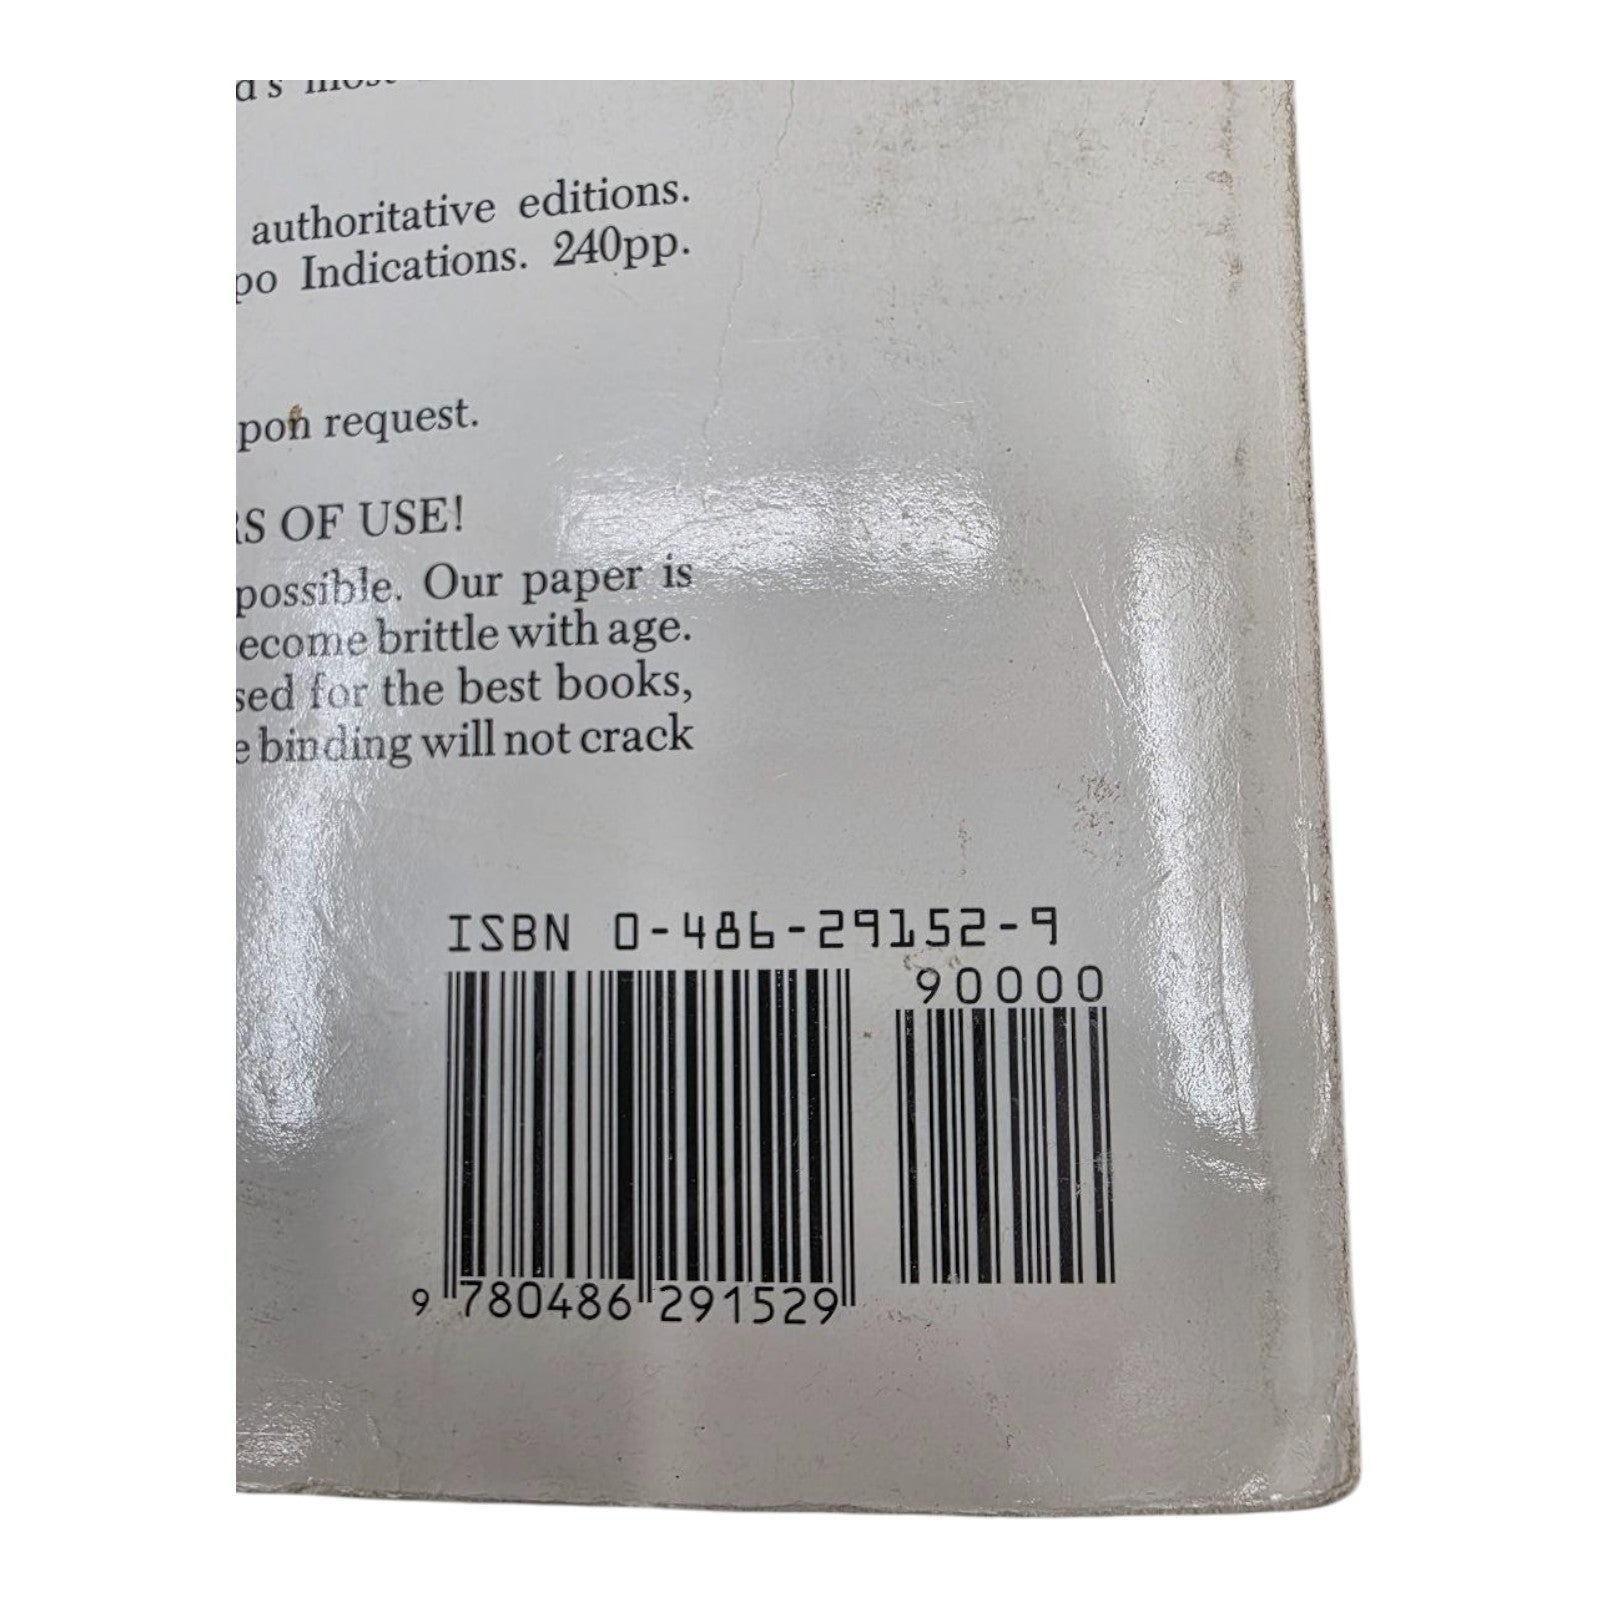 authoritative editions.
po Indications. 240pp.
pon request.
RS OF USE!
possible. Our paper is
ecome brittle with age.
sed for the best books,
e binding will not crack
ISBN 0-486-29152-9
90000
9 780486 291529